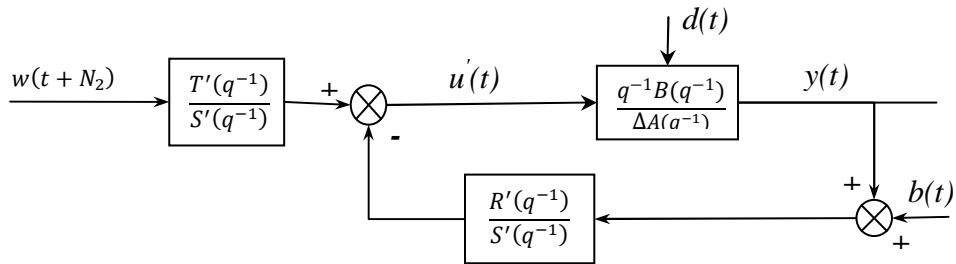 d(t)
w(t + N₂)
T′(q⁻¹)
S′(q⁻¹)
+
-
u'(t)
q⁻¹B(q⁻¹)
ΔA(q⁻¹)
y(t)
R′(q⁻¹)
S′(q⁻¹)
+
b(t)
+